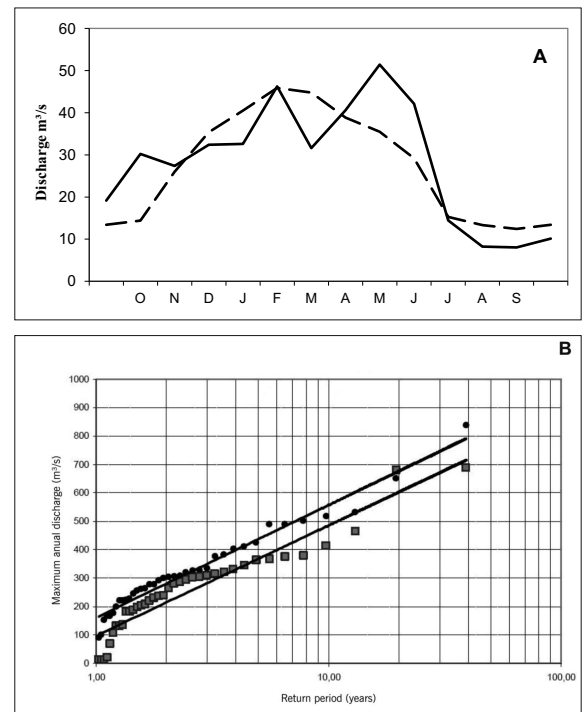 A
Discharge m³/s
60
50
40
30
20
10
0
O N D J F M A M J J A S
B
Maximum anual discharge (m³/s)
1000
900
800
700
600
500
400
300
200
100
0
1,00 10,00 100,00
Return period (years)